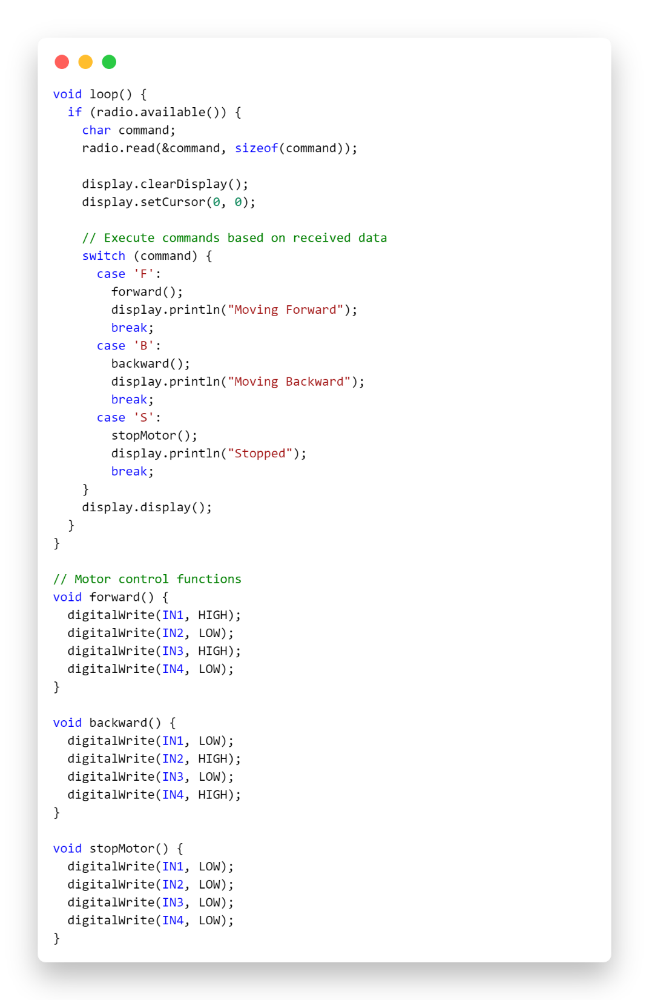 void loop() {
  if (radio.available()) {
    char command;
    radio.read(&command, sizeof(command));

    display.clearDisplay();
    display.setCursor(0, 0);

    // Execute commands based on received data
    switch (command) {
      case 'F':
        forward();
        display.println("Moving Forward");
        break;
      case 'B':
        backward();
        display.println("Moving Backward");
        break;
      case 'S':
        stopMotor();
        display.println("Stopped");
        break;
    }
    display.display();
  }
}

// Motor control functions
void forward() {
  digitalWrite(IN1, HIGH);
  digitalWrite(IN2, LOW);
  digitalWrite(IN3, HIGH);
  digitalWrite(IN4, LOW);
}

void backward() {
  digitalWrite(IN1, LOW);
  digitalWrite(IN2, HIGH);
  digitalWrite(IN3, LOW);
  digitalWrite(IN4, HIGH);
}

void stopMotor() {
  digitalWrite(IN1, LOW);
  digitalWrite(IN2, LOW);
  digitalWrite(IN3, LOW);
  digitalWrite(IN4, LOW);
}